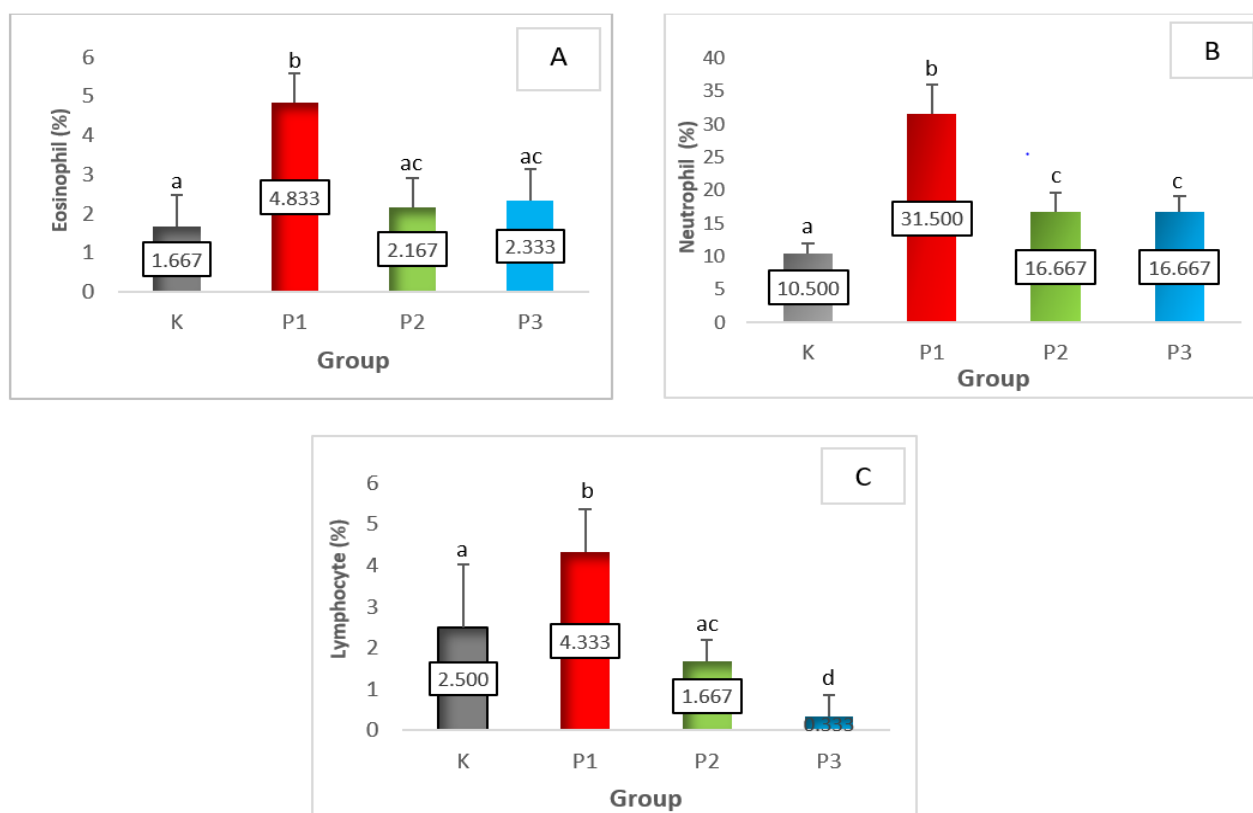 A
Eosinophil (%)
6
5
4
3
2
1
0
a
b
ac
ac
1.667
4.833
2.167
2.333
K P1 P2 P3
Group
B
Neutrophil (%)
40
35
30
25
20
15
10
5
0
a
b
c
c
10.500
31.500
16.667
16.667
K P1 P2 P3
Group
C
Lymphocyte (%)
6
5
4
3
2
1
0
a
b
ac
d
2.500
4.333
1.667
0.333
K P1 P2 P3
Group